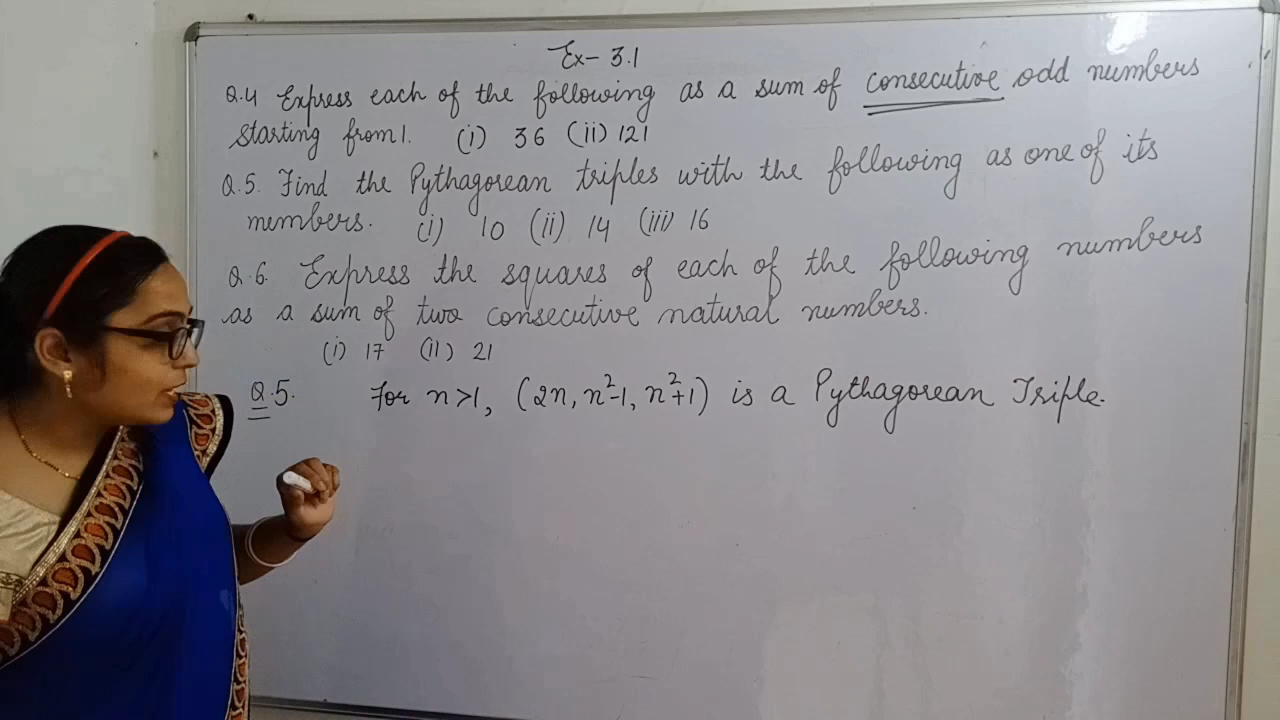 Ex- 3.1
Q.4 Express each of the following as a sum of consecutive odd numbers
starting from 1. (i) 36 (ii) 121
Q.5. Find the Pythagorean triples with the following as one of its
members. (i) 10 (ii) 14 (iii) 16
Q.6. Express the squares of each of the following numbers
as a sum of two consecutive natural numbers.
(i) 17 (ii) 21
Q.5. For n>1, (2n, n²-1, n²+1) is a Pythagorean Triple.